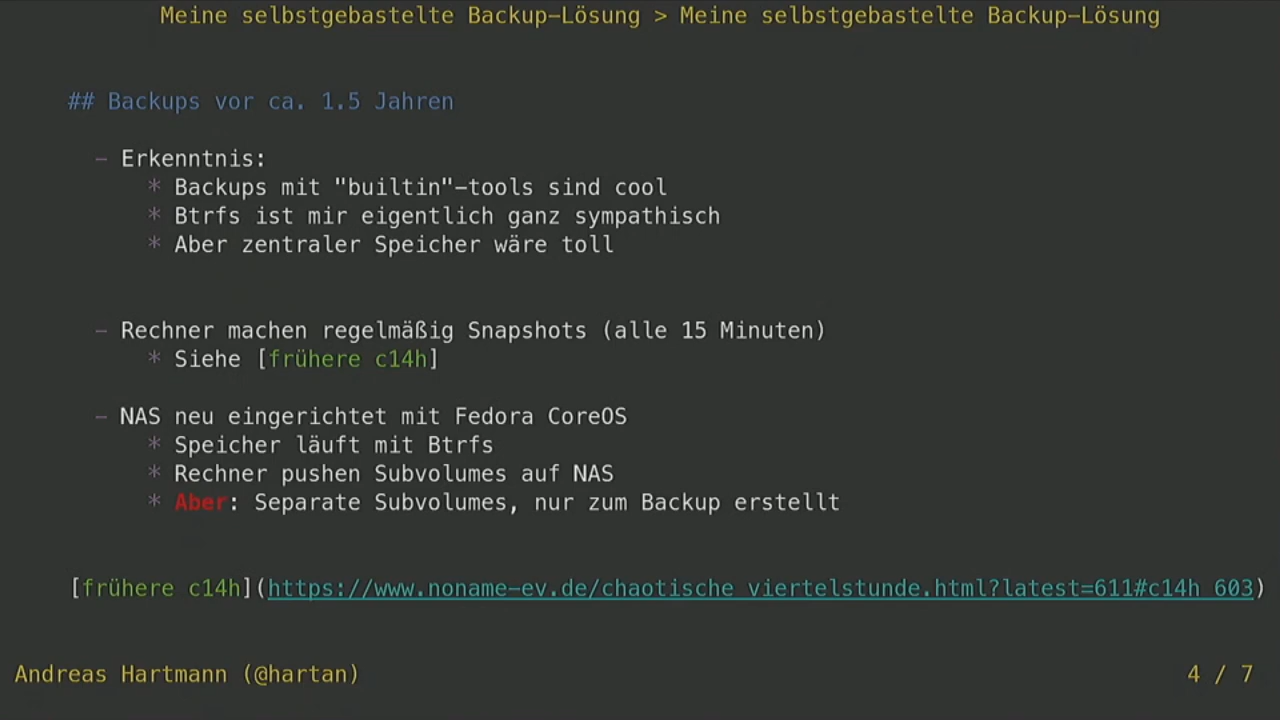 Meine selbstgebastelte Backup-Lösung > Meine selbstgebastelte Backup-Lösung
## Backups vor ca. 1.5 Jahren
- Erkenntnis:
* Backups mit "builtin"-tools sind cool
* Btrfs ist mir eigentlich ganz sympathisch
* Aber zentraler Speicher wäre toll
- Rechner machen regelmäßig Snapshots (alle 15 Minuten)
* Siehe [frühere c14h]
- NAS neu eingerichtet mit Fedora CoreOS
* Speicher läuft mit Btrfs
* Rechner pushen Subvolumes auf NAS
* Aber: Separate Subvolumes, nur zum Backup erstellt
[frühere c14h](https://www.noname-ev.de/chaotische_viertelstunde.html?latest=611#c14h_603)
Andreas Hartmann (@hartan)
4 / 7